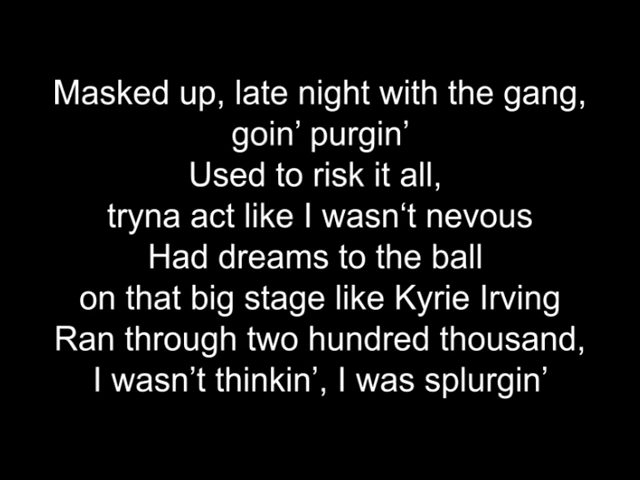 Masked up, late night with the gang,
goin’ purgin’
Used to risk it all,
tryna act like I wasn‘t nevous
Had dreams to the ball
on that big stage like Kyrie Irving
Ran through two hundred thousand,
I wasn’t thinkin’, I was splurgin’